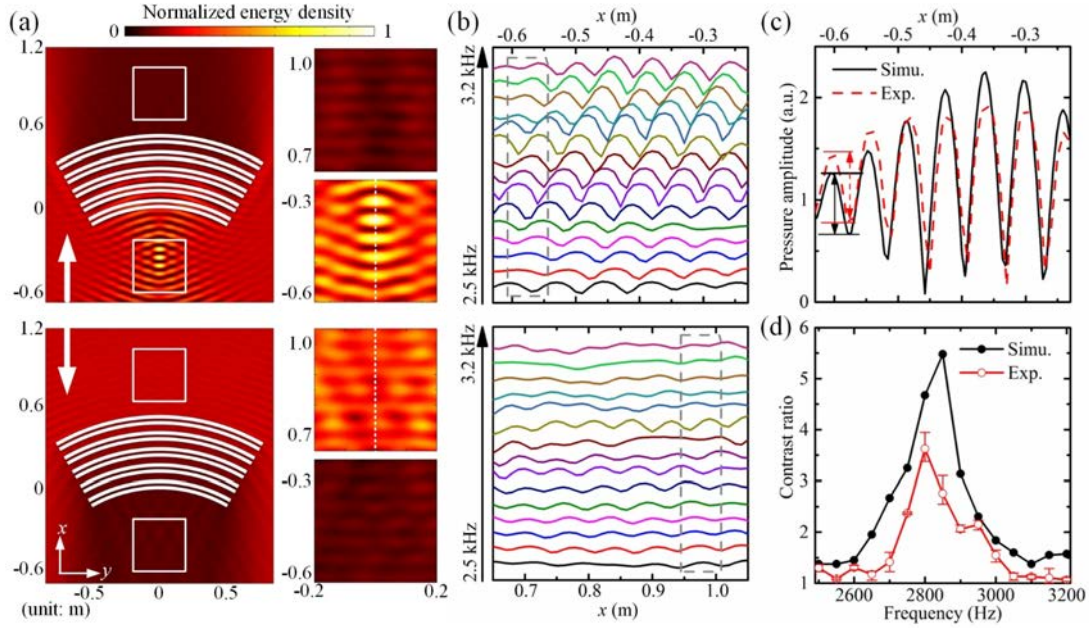 (a)
Normalized energy density
0
1
1.2
0.6
0
-0.6
1.0
0.7
-0.3
-0.6
1.2
0.6
0
-0.6
x
y
-0.5
0
0.5
(unit: m)
1.0
0.7
-0.3
-0.6
-0.2
0.2
(b)
x (m)
-0.6
-0.5
-0.4
-0.3
3.2 kHz
2.5 kHz
3.2 kHz
2.5 kHz
0.7
0.8
0.9
1.0
x (m)
(c)
x (m)
-0.6
-0.5
-0.4
-0.3
Simu.
Exp.
Pressure amplitude (a.u.)
2
1
0
(d)
Simu.
Exp.
Contrast ratio
6
5
4
3
2
1
2600
2800
3000
3200
Frequency (Hz)